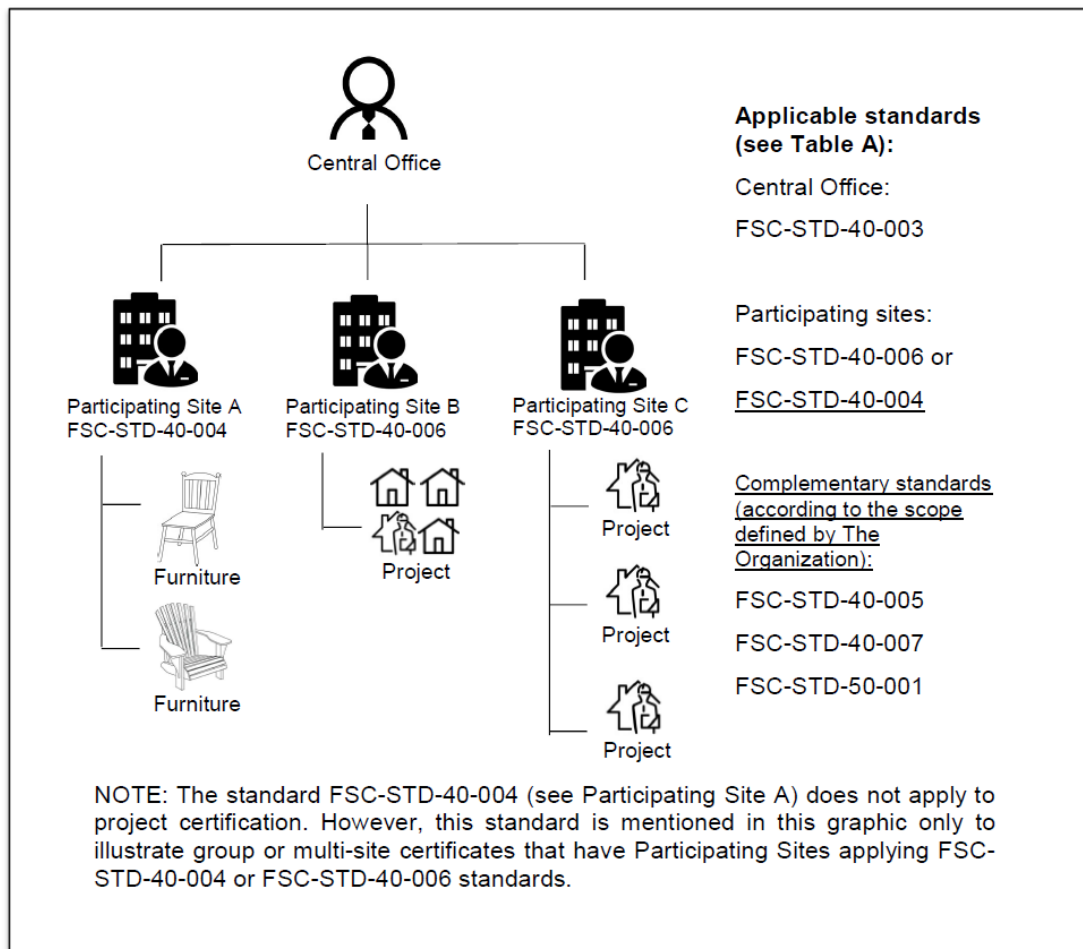 Central Office
Applicable standards
(see Table A):
Central Office:
FSC-STD-40-003
Participating sites:
FSC-STD-40-006 or
FSC-STD-40-004
Participating Site A
FSC-STD-40-004
Participating Site B
FSC-STD-40-006
Participating Site C
FSC-STD-40-006
Furniture
Furniture
Project
Project
Project
Project
Complementary standards
(according to the scope
defined by The
Organization):
FSC-STD-40-005
FSC-STD-40-007
FSC-STD-50-001
NOTE: The standard FSC-STD-40-004 (see Participating Site A) does not apply to
project certification. However, this standard is mentioned in this graphic only to
illustrate group or multi-site certificates that have Participating Sites applying FSC-
STD-40-004 or FSC-STD-40-006 standards.